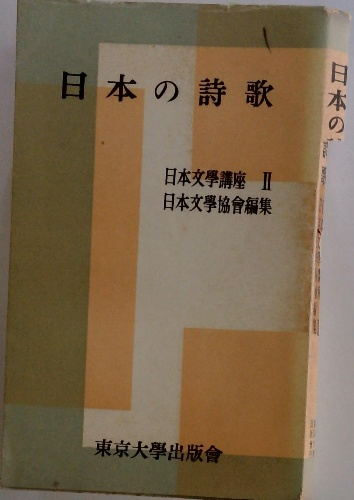 日本の詩歌
日本文學講座 Ⅱ
日本文學協會編集
東京大學出版會
日本の